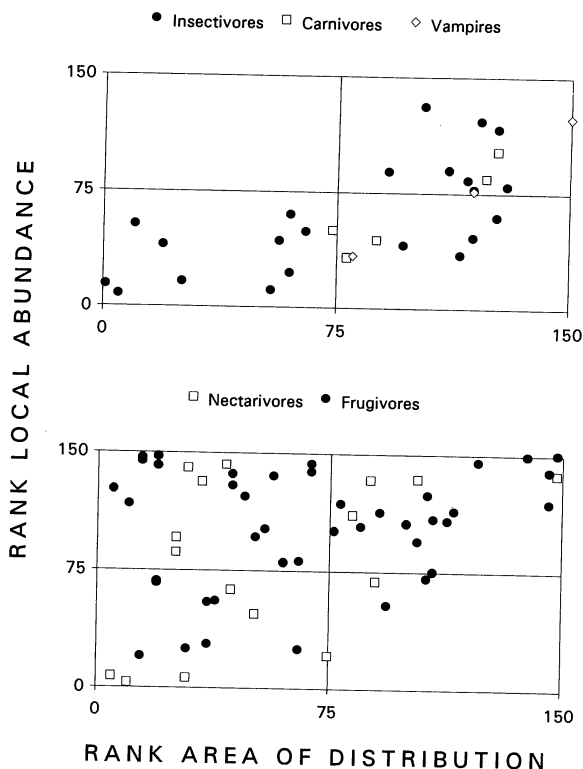 Insectivores Carnivores Vampires
150
75
0
0 75 150
RANK LOCAL ABUNDANCE
Nectarivores Frugivores
150
75
0
0 75 150
RANK AREA OF DISTRIBUTION